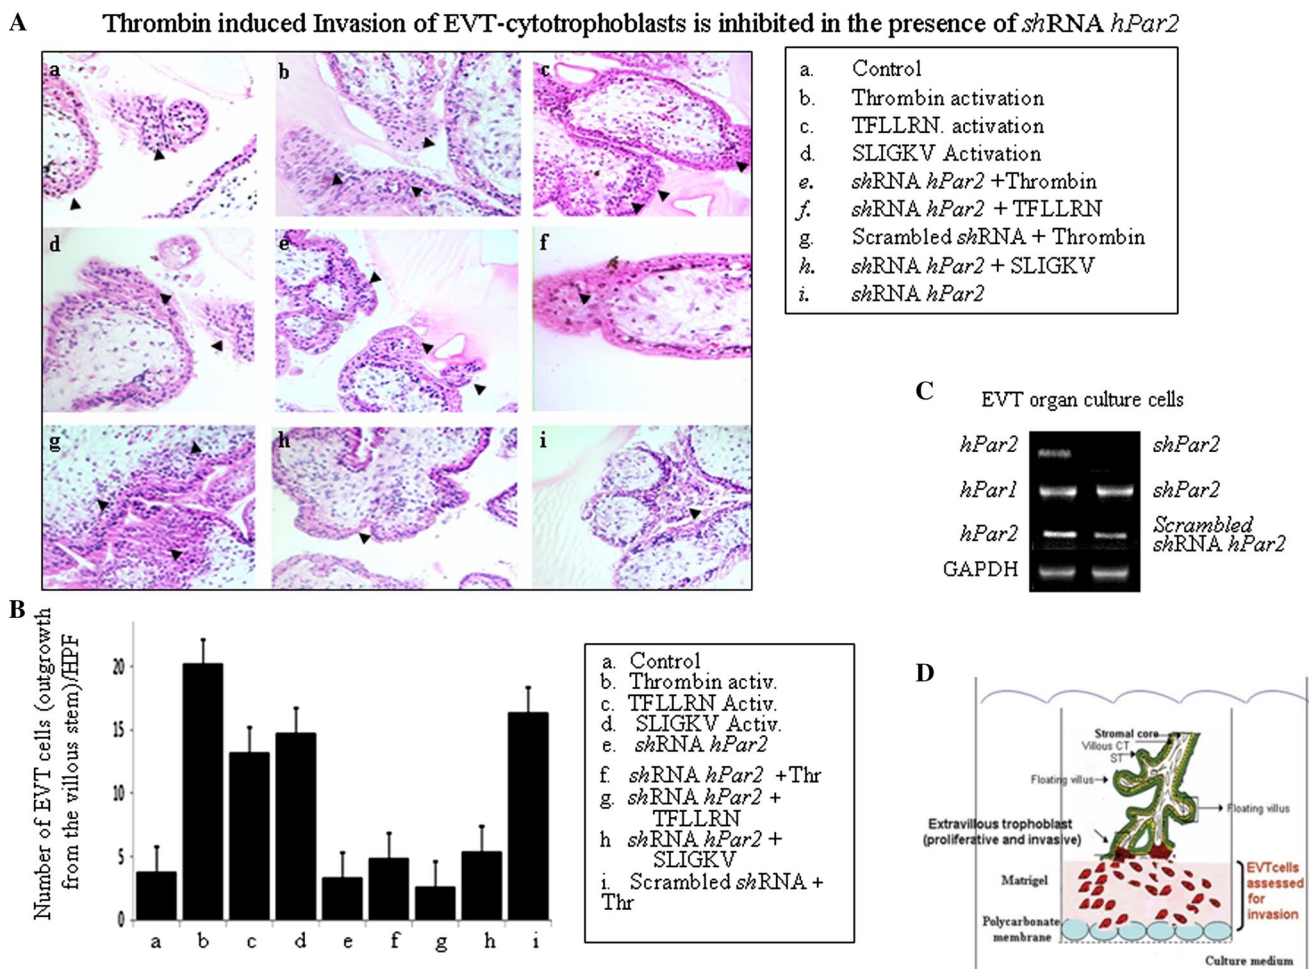 A
Thrombin induced Invasion of EVT-cytotrophoblasts is inhibited in the presence of shRNA hPar2
a
b
c
d
e
f
g
h
i
a. Control
b. Thrombin activation
c. TFLLRN. activation
d. SLIGKV Activation
e. shRNA hPar2 +Thrombin
f. shRNA hPar2 + TFLLRN
g. Scrambled shRNA + Thrombin
h. shRNA hPar2 + SLIGKV
i. shRNA hPar2
C
EVT organ culture cells
hPar2 shPar2
hPar1 shPar2
hPar2 Scrambled
shRNA hPar2
GAPDH
B
Number of EVT cells (outgrowth
from the villous stem)/HPF
20
15
10
5
0
a b c d e f g h i
a. Control
b. Thrombin activ.
c. TFLLRN Activ.
d. SLIGKV Activ.
e. shRNA hPar2
f. shRNA hPar2 +Thr
g. shRNA hPar2 +
TFLLRN
h shRNA hPar2 +
SLIGKV
i. Scrambled shRNA +
Thr
D
Stromal core
Villous CT
ST
Floating villus
Floating villus
Extravillous trophoblast
(proliferative and invasive)
Matrigel
EVTcells
assessed
for
invasion
Polycarbonate
membrane
Culture medium